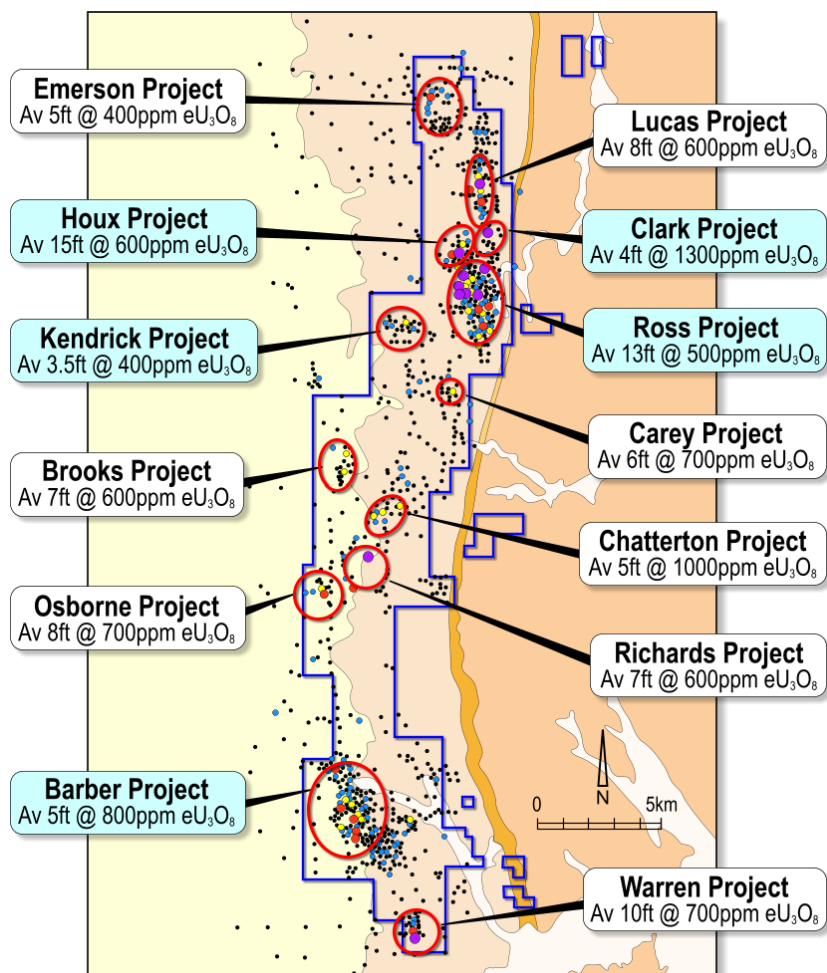 Emerson Project
Av 5ft @ 400ppm eU₃O₈
Lucas Project
Av 8ft @ 600ppm eU₃O₈
Houx Project
Av 15ft @ 600ppm eU₃O₈
Clark Project
Av 4ft @ 1300ppm eU₃O₈
Kendrick Project
Av 3.5ft @ 400ppm eU₃O₈
Ross Project
Av 13ft @ 500ppm eU₃O₈
Carey Project
Av 6ft @ 700ppm eU₃O₈
Brooks Project
Av 7ft @ 600ppm eU₃O₈
Chatterton Project
Av 5ft @ 1000ppm eU₃O₈
Osborne Project
Av 8ft @ 700ppm eU₃O₈
Richards Project
Av 7ft @ 600ppm eU₃O₈
Barber Project
Av 5ft @ 800ppm eU₃O₈
N
0 5km
Warren Project
Av 10ft @ 700ppm eU₃O₈